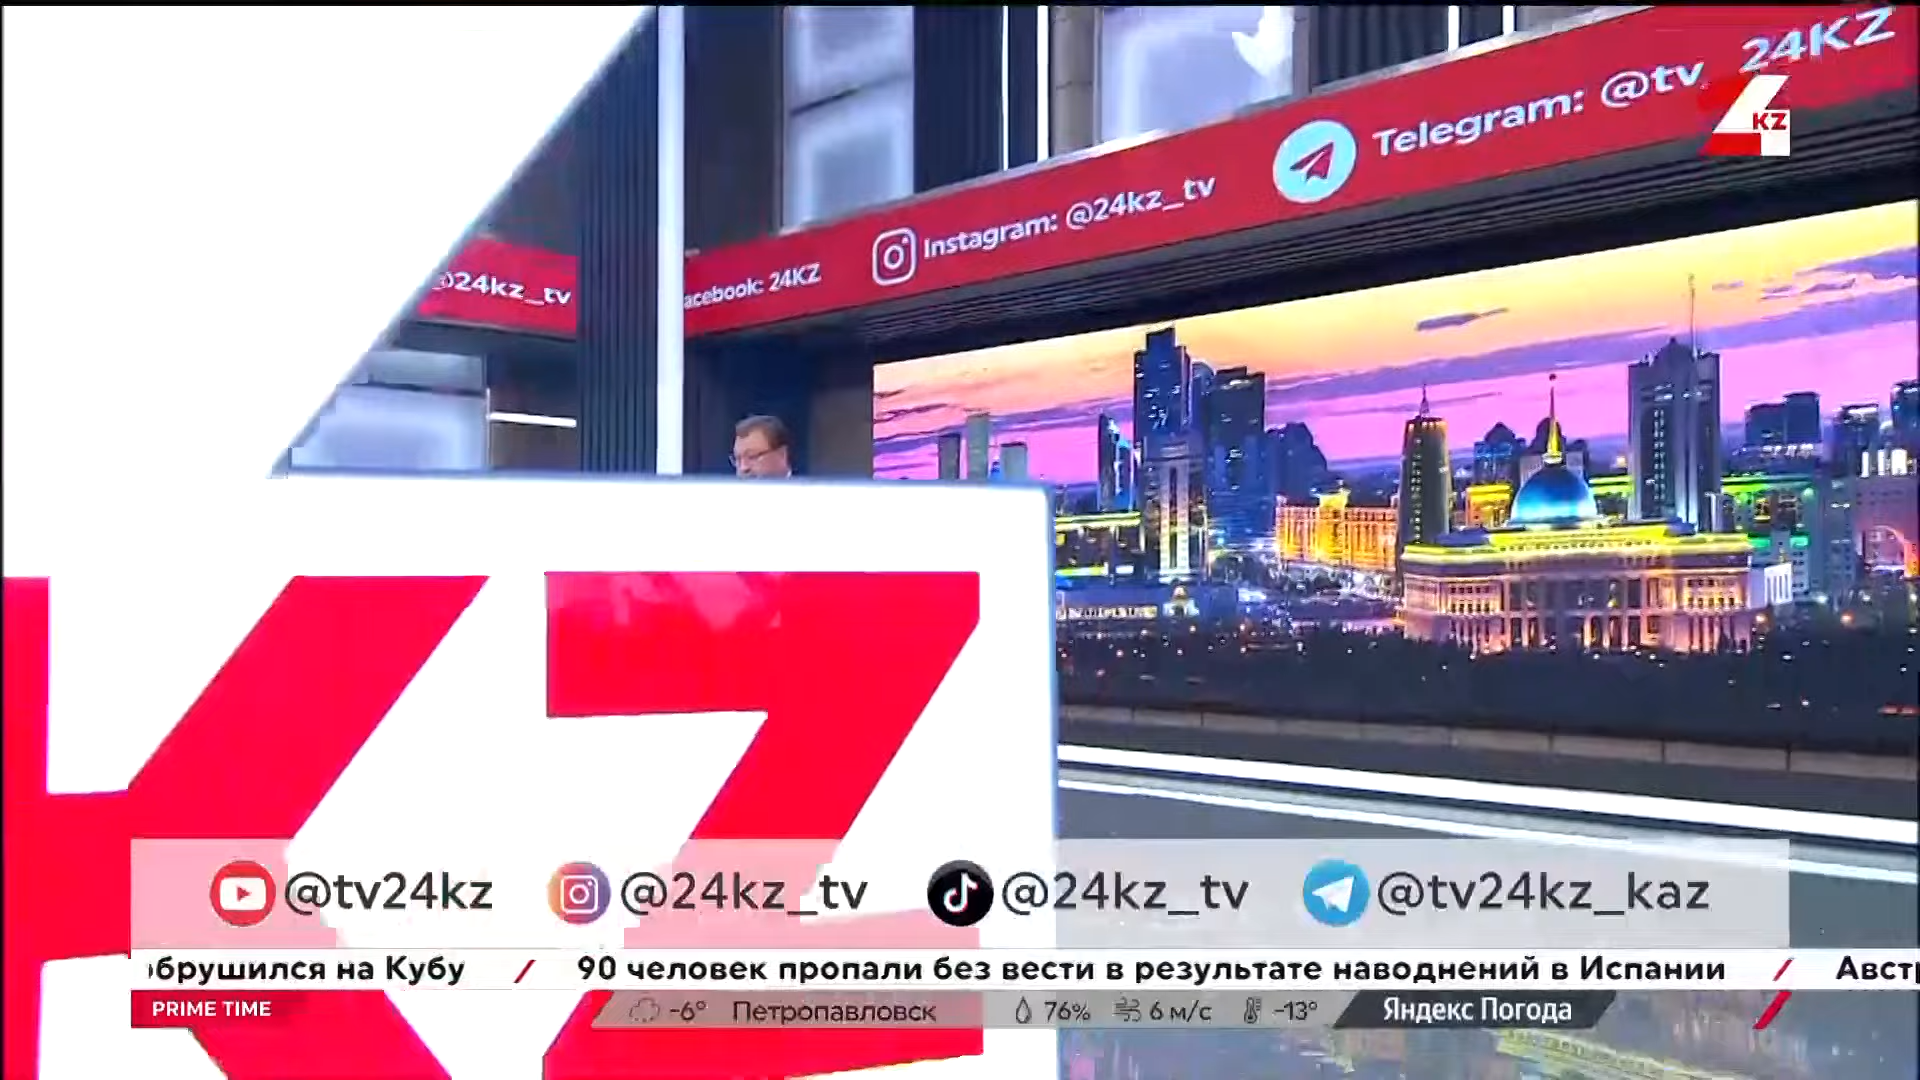 Telegram: @tv 24KZ
KZ
Instagram: @24kz_tv
acebook: 24KZ
@24kz_tv
KZ
@tv24kz @24kz_tv @24kz_tv @tv24kz_kaz
обрушился на Кубу / 90 человек пропали без вести в результате наводнений в Испании /
PRIME TIME -6° Петропавловск 76% 6 м/с -13° Яндекс Погода